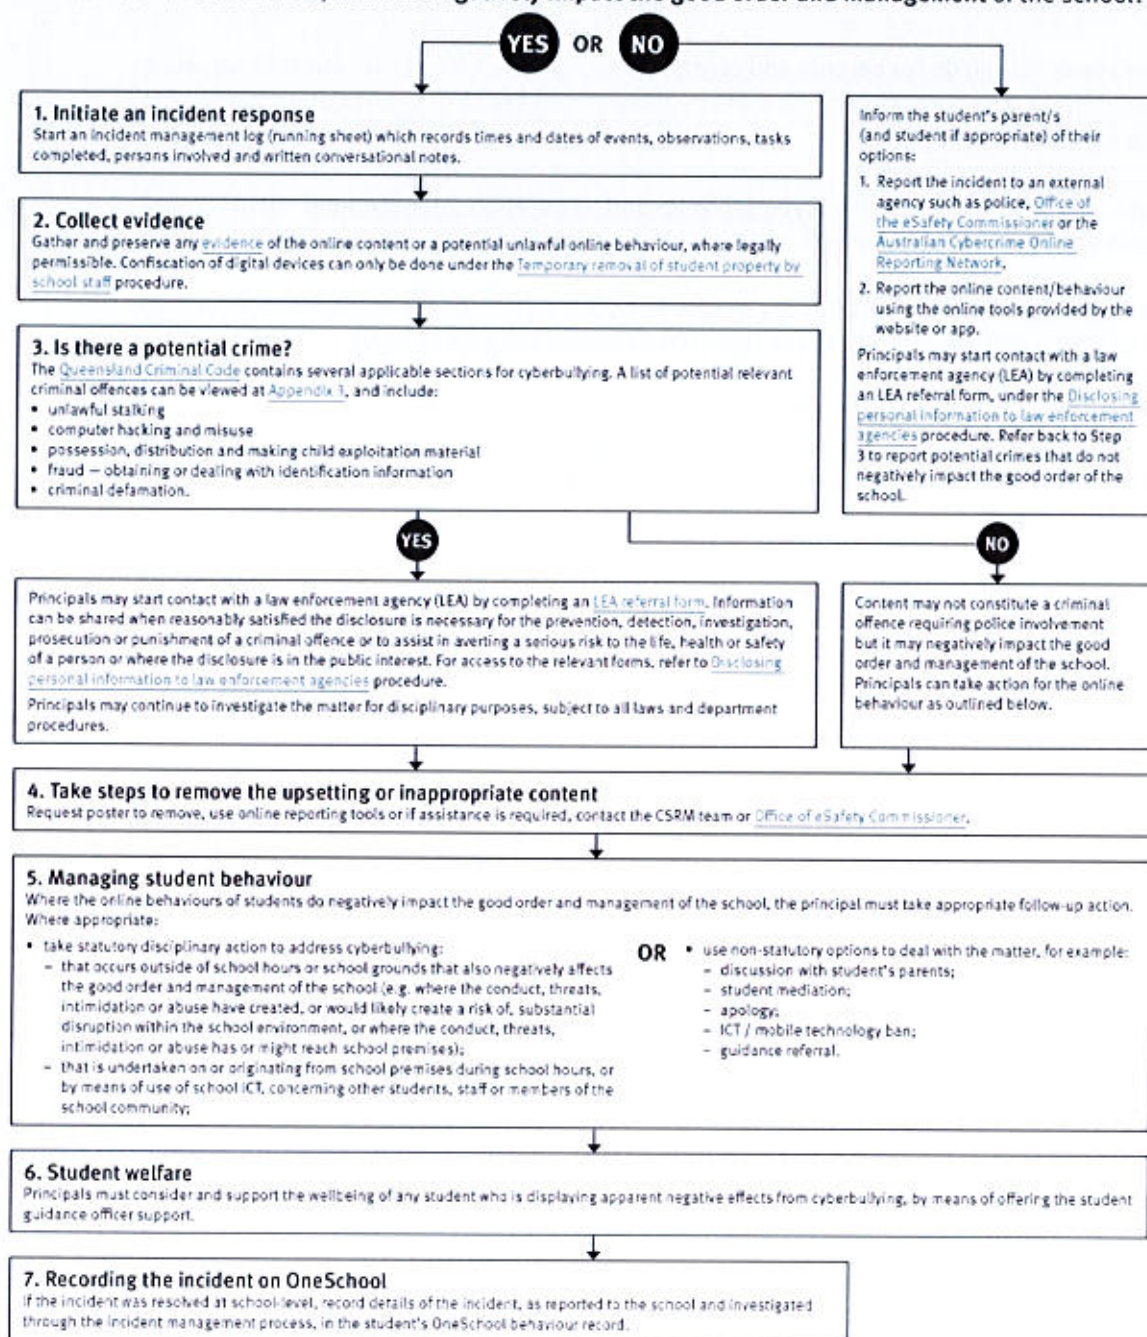 good order and management of the school?
YES OR NO
1. Initiate an incident response
Start an incident management log (running sheet) which records times and dates of events, observations, tasks
completed, persons involved and written conversational notes.
2. Collect evidence
Gather and preserve any evidence of the online content or a potential unlawful online behaviour, where legally
permissible. Confiscation of digital devices can only be done under the Temporary removal of student property by
school staff procedure.
3. Is there a potential crime?
The Queensland Criminal Code contains several applicable sections for cyberbullying. A list of potential relevant
criminal offences can be viewed at Appendix 3, and include:
• unlawful stalking
• computer hacking and misuse
• possession, distribution and making child exploitation material
• fraud – obtaining or dealing with identification information
• criminal defamation.
Inform the student's parent/s
(and student if appropriate) of their
options:
1. Report the incident to an external
agency such as police, Office of
the eSafety Commissioner or the
Australian Cybercrime Online
Reporting Network.
2. Report the online content/behaviour
using the online tools provided by the
website or app.
Principals may start contact with a law
enforcement agency (LEA) by completing
an LEA referral form, under the Disclosing
personal information to law enforcement
agencies procedure. Refer back to Step
3 to report potential crimes that do not
negatively impact the good order of the
school.
YES
NO
Principals may start contact with a law enforcement agency (LEA) by completing an LEA referral form. Information
can be shared when reasonably satisfied the disclosure is necessary for the prevention, detection, investigation,
prosecution or punishment of a criminal offence or to assist in averting a serious risk to the life, health or safety
of a person or where the disclosure is in the public interest. For access to the relevant forms, refer to Disclosing
personal information to law enforcement agencies procedure.
Principals may continue to investigate the matter for disciplinary purposes, subject to all laws and department
procedures.
Content may not constitute a criminal
offence requiring police involvement
but it may negatively impact the good
order and management of the school.
Principals can take action for the online
behaviour as outlined below.
4. Take steps to remove the upsetting or inappropriate content
Request poster to remove, use online reporting tools or if assistance is required, contact the CSRM team or Office of eSafety Commissioner.
5. Managing student behaviour
Where the online behaviours of students do negatively impact the good order and management of the school, the principal must take appropriate follow-up action.
Where appropriate:
• take statutory disciplinary action to address cyberbullying:
– that occurs outside of school hours or school grounds that also negatively affects
the good order and management of the school (e.g. where the conduct, threats,
intimidation or abuse have created, or would likely create a risk of, substantial
disruption within the school environment, or where the conduct, threats,
intimidation or abuse has or might reach school premises);
– that is undertaken on or originating from school premises during school hours, or
by means of use of school ICT, concerning other students, staff or members of the
school community;
OR
• use non-statutory options to deal with the matter, for example:
– discussion with student's parents;
– student mediation;
– apology;
– ICT / mobile technology ban;
– guidance referral.
6. Student welfare
Principals must consider and support the wellbeing of any student who is displaying apparent negative effects from cyberbullying, by means of offering the student
guidance officer support.
7. Recording the incident on OneSchool
If the incident was resolved at school-level, record details of the incident, as reported to the school and investigated
through the incident management process, in the student's OneSchool behaviour record.